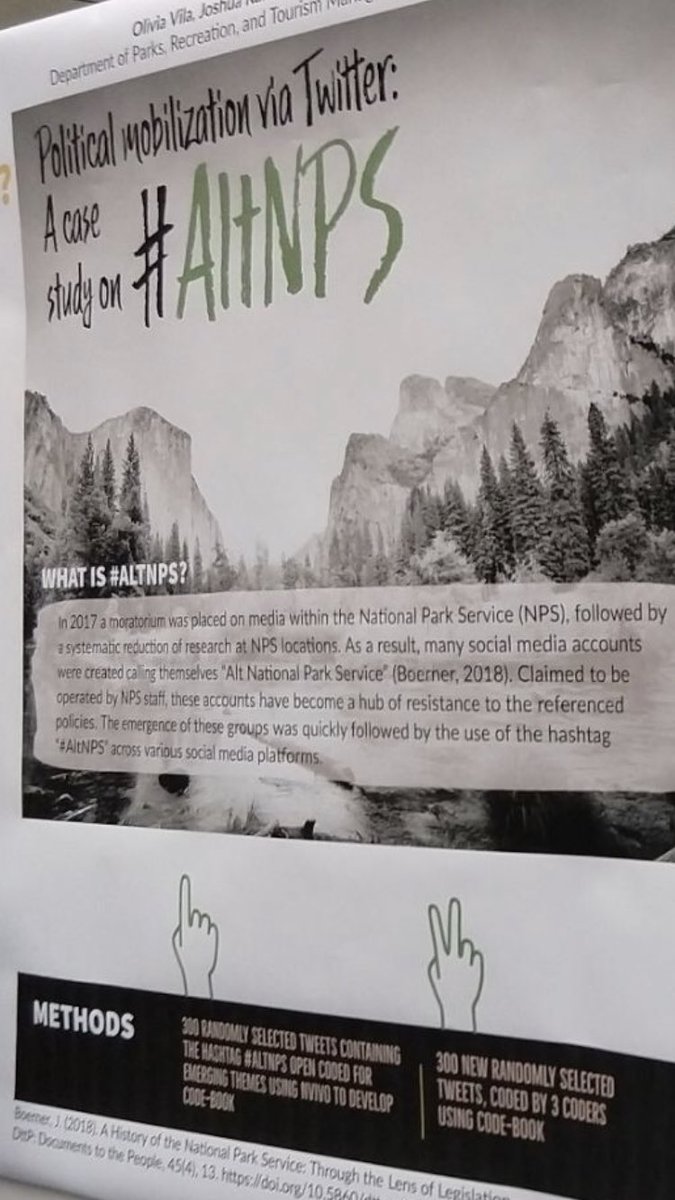 Olivia Vila, Joshua
Department of Parks, Recreation, and Tourism
Political mobilization via Twitter:
A case
study on #AltNPS
?
WHAT IS #ALTNPS?
In 2017 a moratorium was placed on media within the National Park Service (NPS), followed by
a systematic reduction of research at NPS locations. As a result, many social media accounts
were created calling themselves "Alt National Park Service" (Boerner, 2018). Claimed to be
operated by NPS staff, these accounts have become a hub of resistance to the referenced
policies. The emergence of these groups was quickly followed by the use of the hashtag
"#AltNPS" across various social media platforms.
METHODS
300 RANDOMLY SELECTED TWEETS CONTAINING
THE HASHTAG #ALTNPS OPEN CODED FOR
EMERGING THEMES USING NVIVO TO DEVELOP
CODE-BOOK
300 NEW RANDOMLY SELECTED
TWEETS, CODED BY 3 CODERS
USING CODE-BOOK
Boerner, J. (2018). A History of the National Park Service: Through the Lens of
DttP: Documents to the People, 45(4), 13. https://doi.org/10.5860/